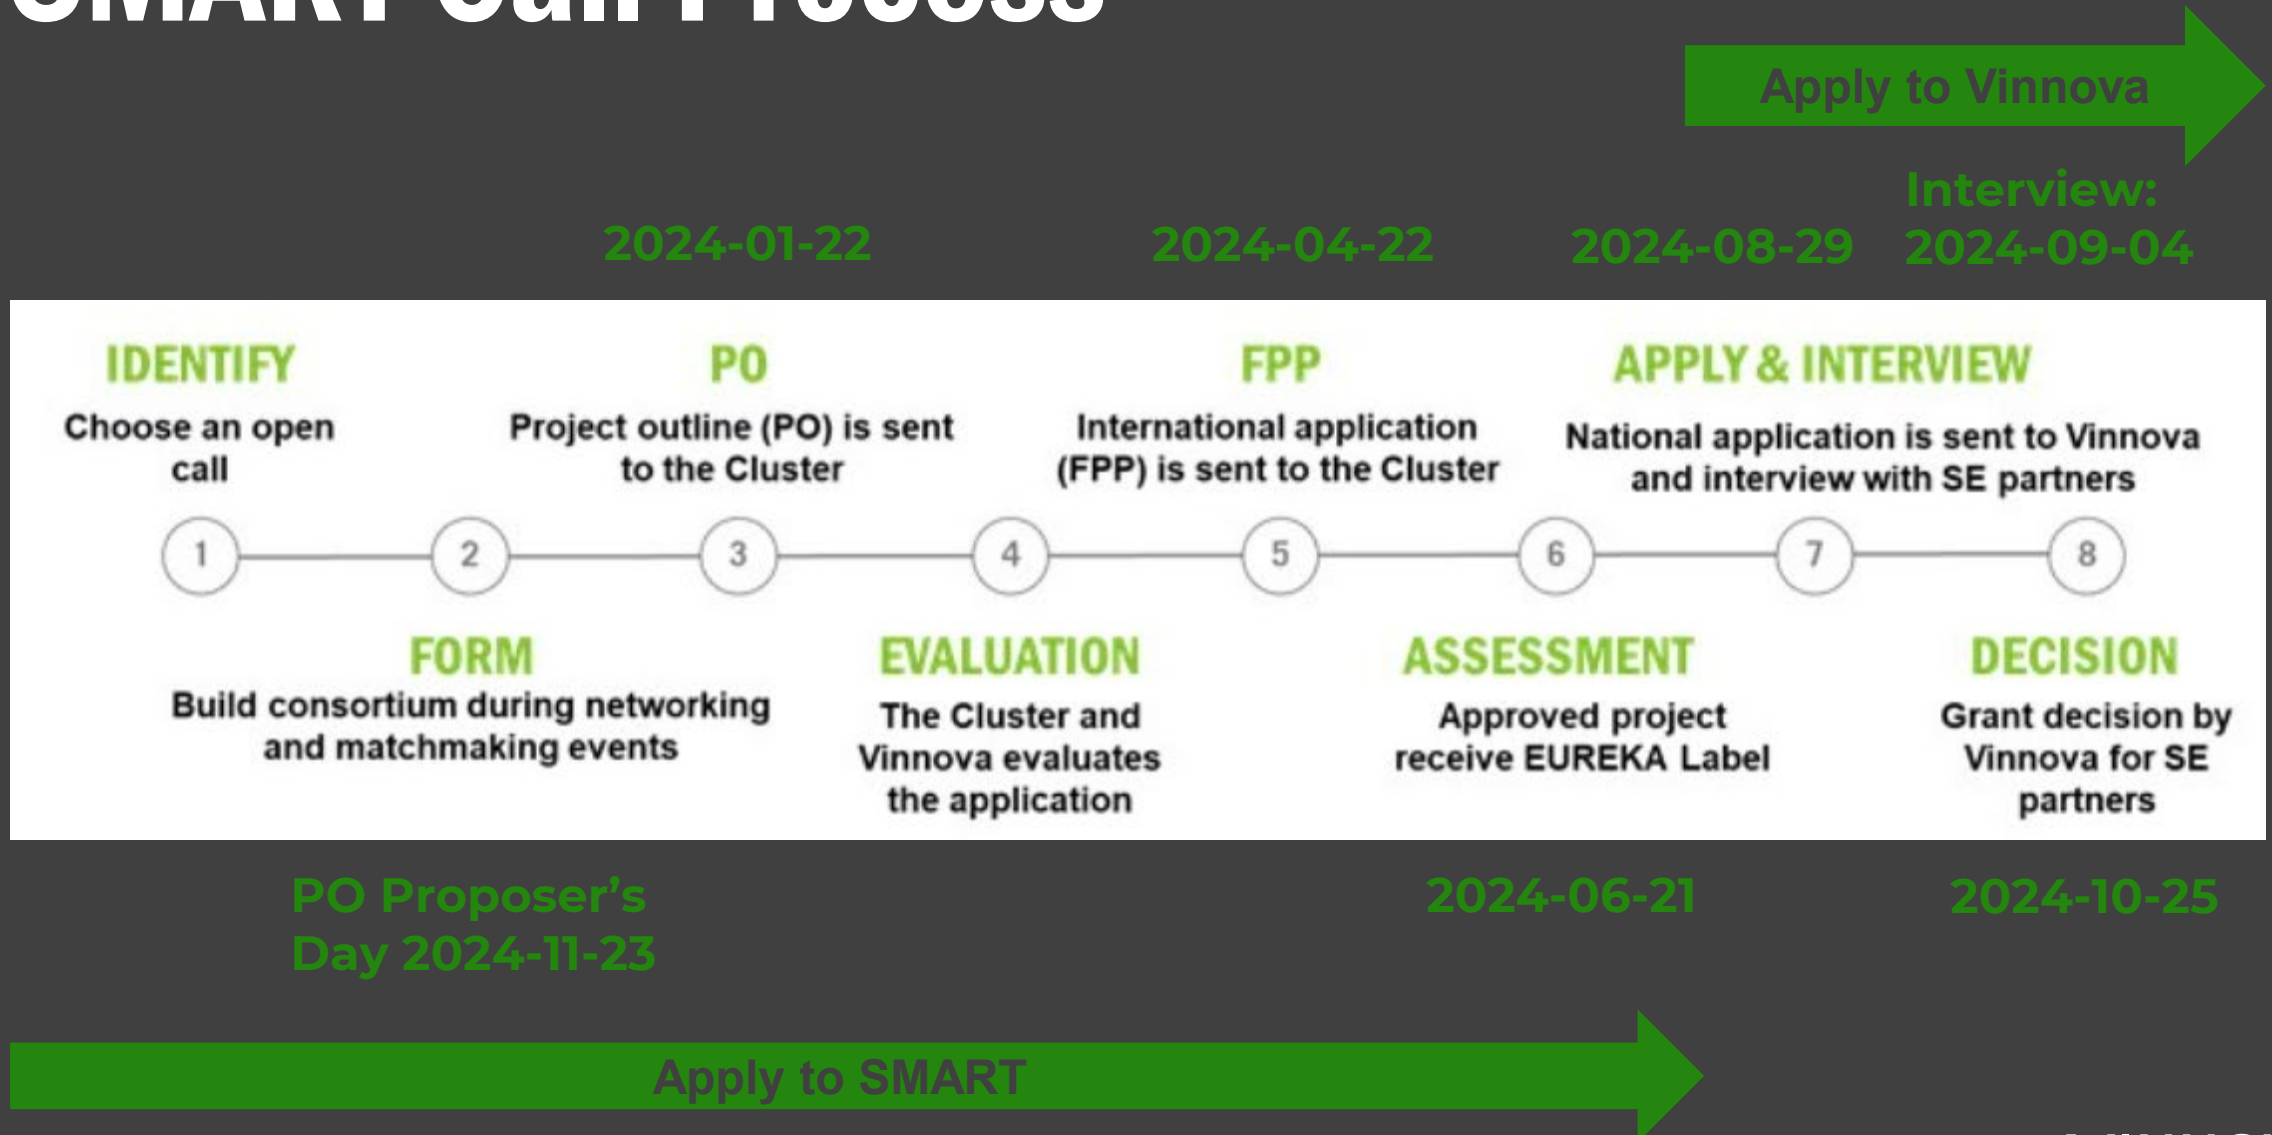 SMART Call Process
Apply to Vinnova
Interview:
2024-01-22
2024-04-22
2024-08-29
2024-09-04
IDENTIFY
Choose an open
call
PO
Project outline (PO) is sent
to the Cluster
FPP
International application
(FPP) is sent to the Cluster
APPLY & INTERVIEW
National application is sent to Vinnova
and interview with SE partners
1
2
3
4
5
6
7
8
FORM
Build consortium during networking
and matchmaking events
EVALUATION
The Cluster and
Vinnova evaluates
the application
ASSESSMENT
Approved project
receive EUREKA Label
DECISION
Grant decision by
Vinnova for SE
partners
PO Proposer’s
Day 2024-11-23
2024-06-21
2024-10-25
Apply to SMART